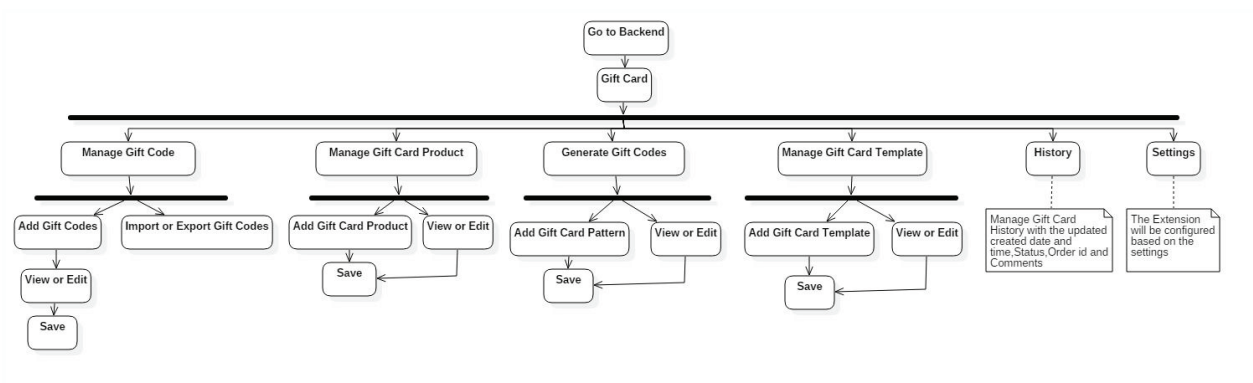 Go to Backend
Gift Card
Manage Gift Code
Manage Gift Card Product
Generate Gift Codes
Manage Gift Card Template
History
Settings
Add Gift Codes
Import or Export Gift Codes
Add Gift Card Product
View or Edit
Add Gift Card Pattern
View or Edit
Add Gift Card Template
View or Edit
Manage Gift Card
History with the updated
created date and
time,Status,Order id and
Comments
The Extension
will be configured
based on the
settings
View or Edit
Save
Save
Save
Save